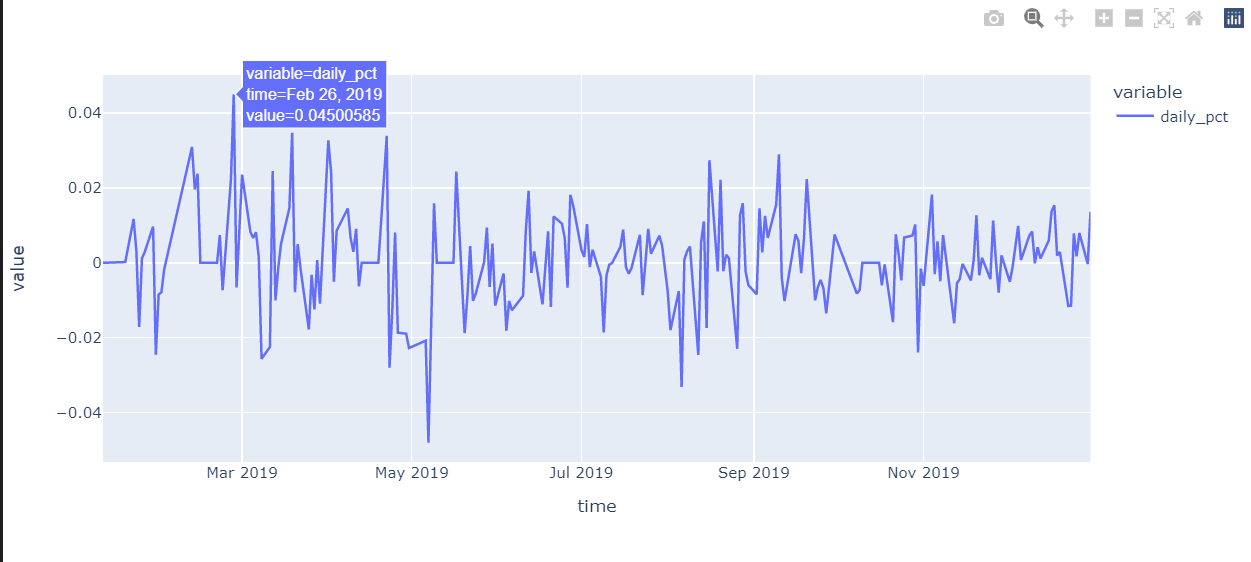 variable=daily_pct
time=Feb 26, 2019
value=0.04500585
variable
daily_pct
0.04
0.02
0
−0.02
−0.04
value
Mar 2019
May 2019
Jul 2019
Sep 2019
Nov 2019
time